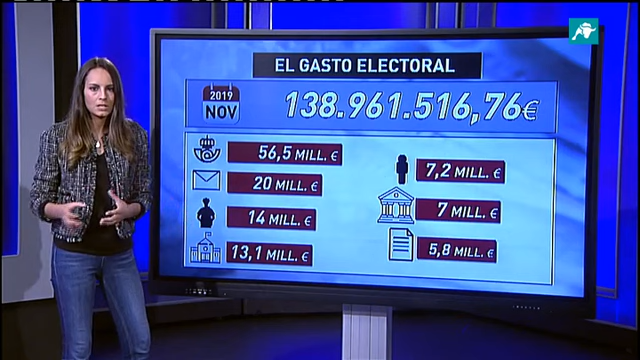 EL GASTO ELECTORAL
2019
NOV
138.961.516,76€
56,5 MILL. €
20 MILL. €
14 MILL. €
13,1 MILL. €
7,2 MILL. €
7 MILL. €
5,8 MILL. €